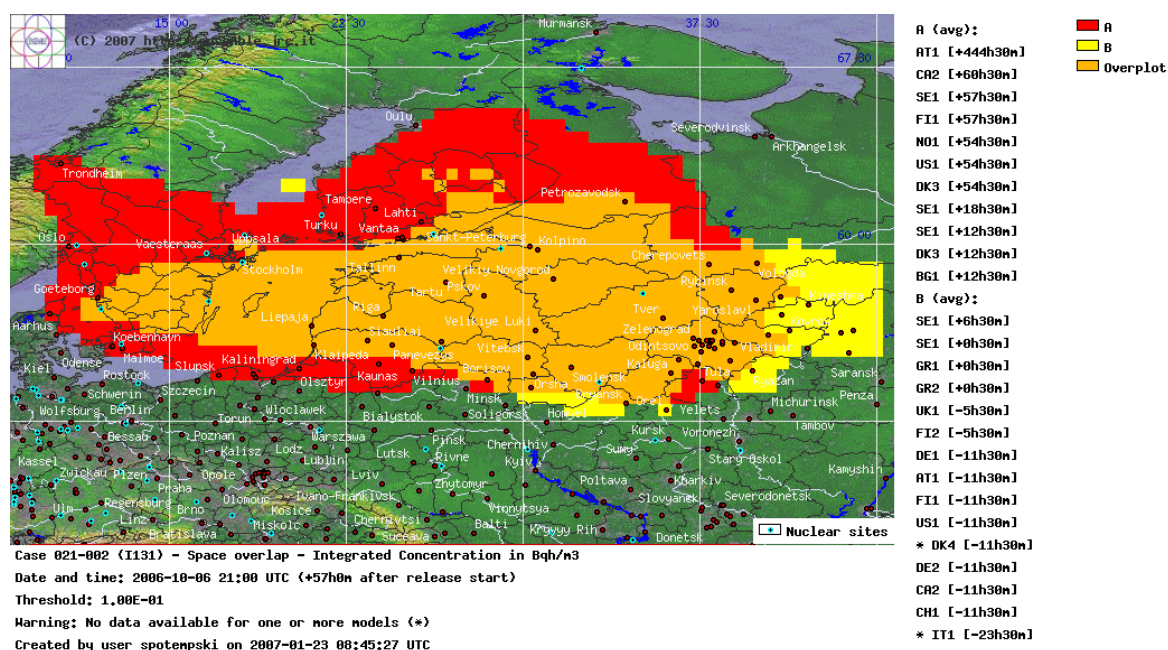 15 00
22 30
37 30
Murmansk
(C) 2007 ht
jrc.it
67 30
Oulu
Severodvinsk
Arkhangelsk
Trondheim
Petrozavodsk
Tampere
Lahti
Turku
Vantaa
Oslo
Vaesteraas
Uppsala
Sankt-Peterburg
Kolpino
60 00
Stockholm
Tallinn
Cherepovets
Vologda
Velikiy Novgorod
Goeteborg
Tartu
Pskov
Rybinsk
Kineshma
Aarhus
Liepaja
Riga
Velikiye Luki
Tver
Yaroslavl
Kovrov
Koebenhavn
Siauliai
Zelenograd
Odense
Malmoe
Klaipeda
Panevezys
Vitebsk
Odintsovo
Vladimir
Kiel
Rostock
Slupsk
Kaliningrad
Kaunas
Borisov
Kaluga
Schwerin
Szczecin
Olsztyn
Vilnius
Orsha
Smolensk
Tula
Ryazan
Saransk
Wolfsburg
Berlin
Torun
Wloclawek
Bialystok
Minsk
Soligorsk
Homyel
Bryansk
Orel
Yelets
Michurinsk
Penza
Tambov
Dessau
Poznan
Kalisz
Lodz
Warszawa
Pinsk
Chernihiv
Kursk
Voronezh
Kassel
Zwickau
Plzen
Opole
Lublin
Lutsk
Rivne
Kyiv
Sumy
Staryy Oskol
Praha
Lviv
Zhytomyr
Poltava
Kharkiv
Kamyshin
Regensburg
Brno
Olomouc
Kosice
Ivano-Frankivsk
Vinnytsya
Slovyansk
Severodonetsk
Ulm
Linz
Bratislava
Miskolc
Chernivtsi
Suceava
Balti
Kryvyy Rih
Donetsk
Nuclear sites
Case 021-002 (I131) - Space overlap - Integrated Concentration in Bqh/m3
Date and time: 2006-10-06 21:00 UTC (+57h0m after release start)
Threshold: 1.00E-01
Warning: No data available for one or more models (*)
Created by user spotempski on 2007-01-23 08:45:27 UTC
A (avg):
AT1 [+444h30m]
CA2 [+60h30m]
SE1 [+57h30m]
FI1 [+57h30m]
NO1 [+54h30m]
US1 [+54h30m]
DK3 [+54h30m]
SE1 [+18h30m]
SE1 [+12h30m]
DK3 [+12h30m]
BG1 [+12h30m]
B (avg):
SE1 [+6h30m]
SE1 [+0h30m]
GR1 [+0h30m]
GR2 [+0h30m]
UK1 [-5h30m]
FI2 [-5h30m]
DE1 [-11h30m]
AT1 [-11h30m]
FI1 [-11h30m]
US1 [-11h30m]
* DK4 [-11h30m]
DE2 [-11h30m]
CA2 [-11h30m]
CH1 [-11h30m]
* IT1 [-23h30m]
A
B
Overplot